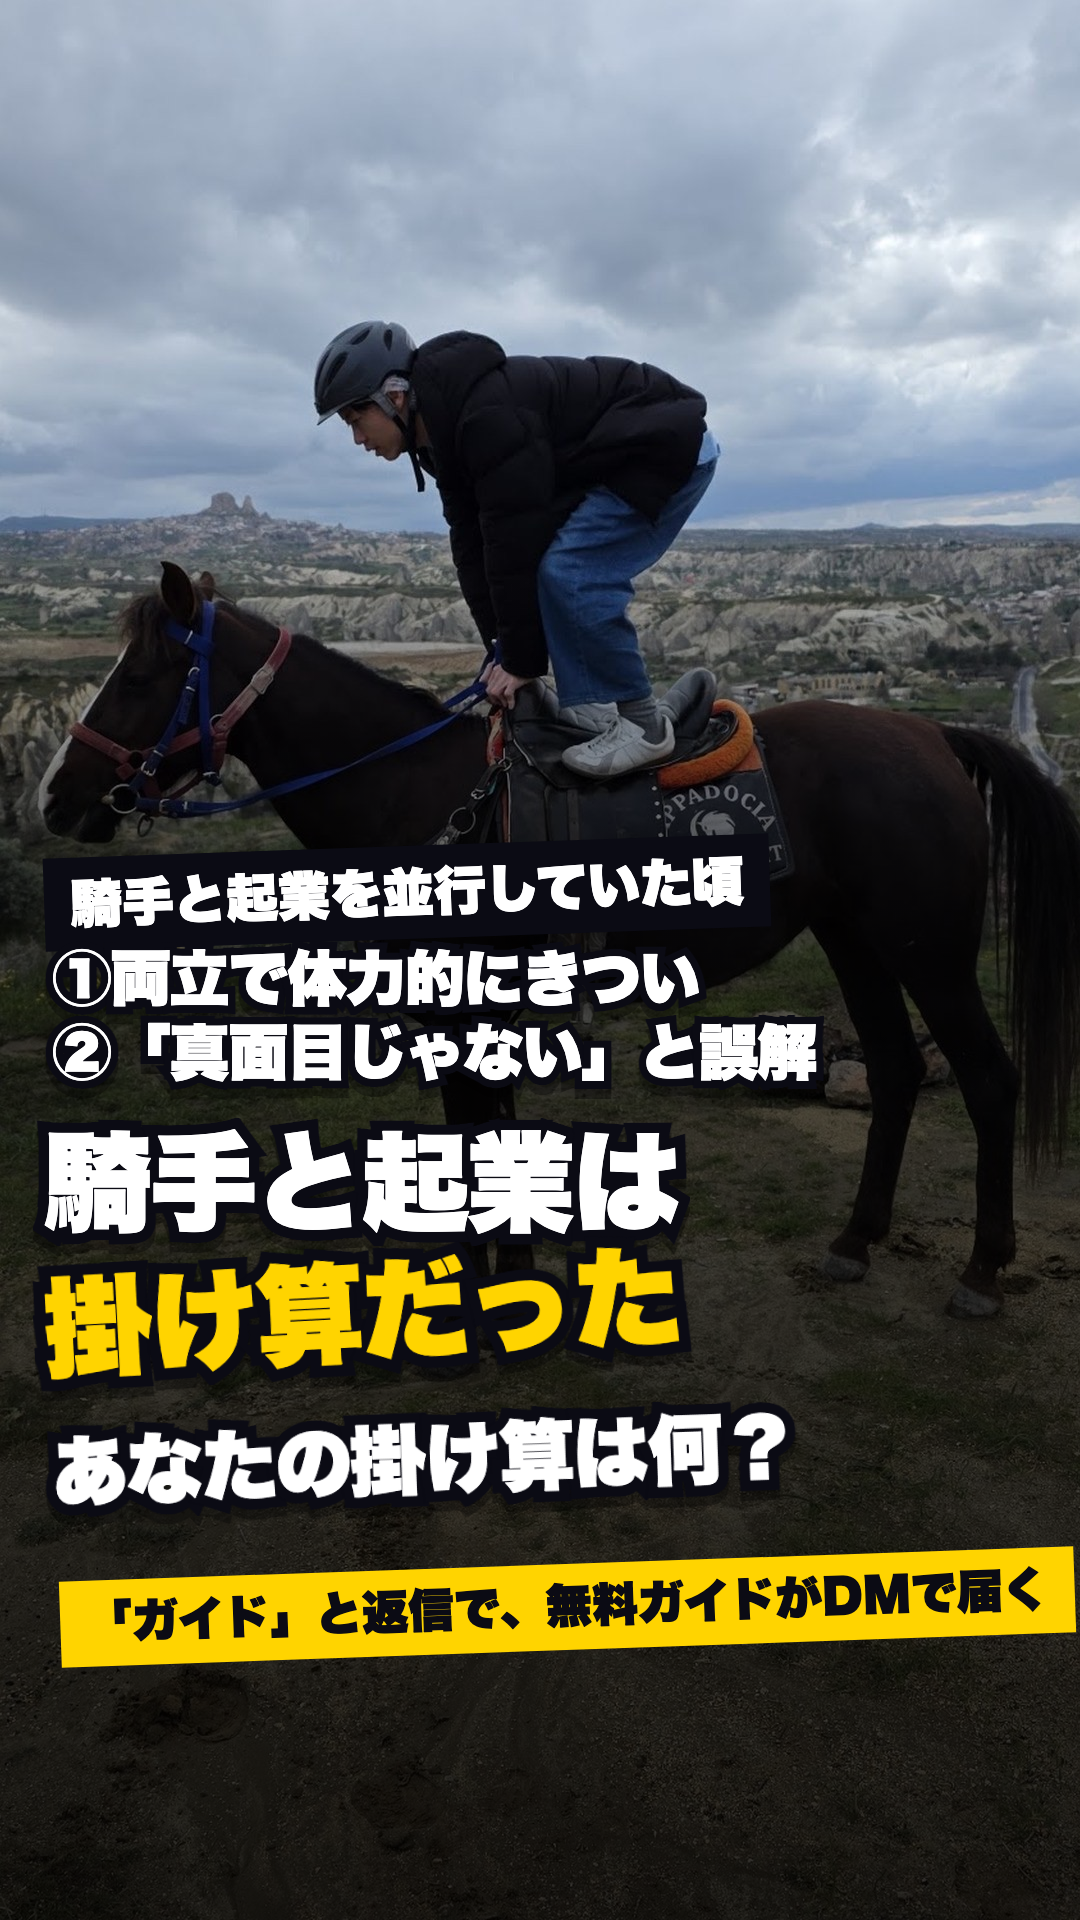 騎手と起業を並行していた頃
①両立で体力的にきつい
②「真面目じゃない」と誤解
騎手と起業は
掛け算だった
あなたの掛け算は何？
「ガイド」と返信で、無料ガイドがDMで届く
PPADOCIA